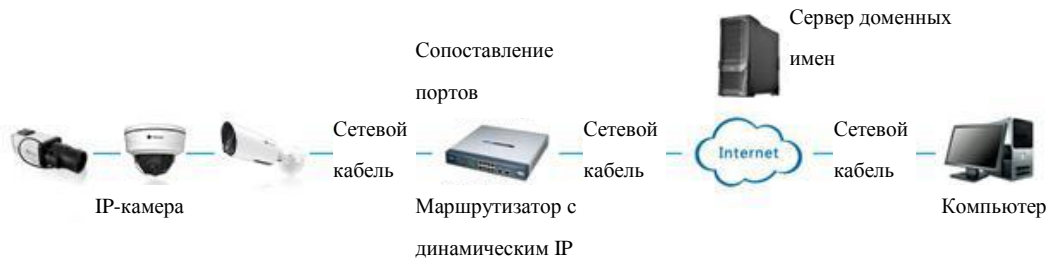 Сервер доменных
имен
Сопоставление
портов
Сетевой
кабель
Сетевой
кабель
Internet
Сетевой
кабель
IP-камера
Маршрутизатор с
динамическим IP
Компьютер